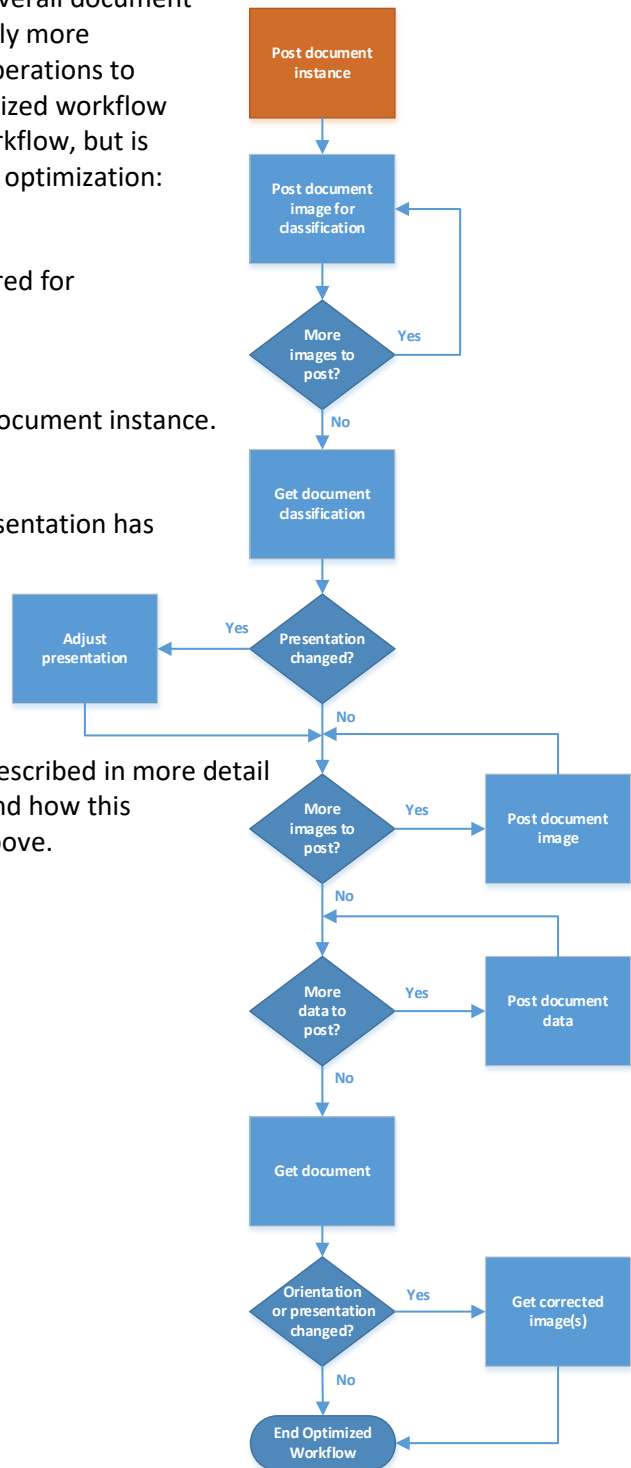 verall document
ly more
perations to
ized workflow
rkflow, but is
optimization:
red for
ocument instance.
sentation has
escribed in more detail
nd how this
bove.
Post document
instance
Post document
image for
classification
More
images to
post?
Yes
No
Get document
classification
Presentation
changed?
Yes
Adjust
presentation
No
More
images to
post?
Yes
Post document
image
No
More
data to
post?
Yes
Post document
data
No
Get document
Orientation
or presentation
changed?
Yes
Get corrected
image(s)
No
End Optimized
Workflow